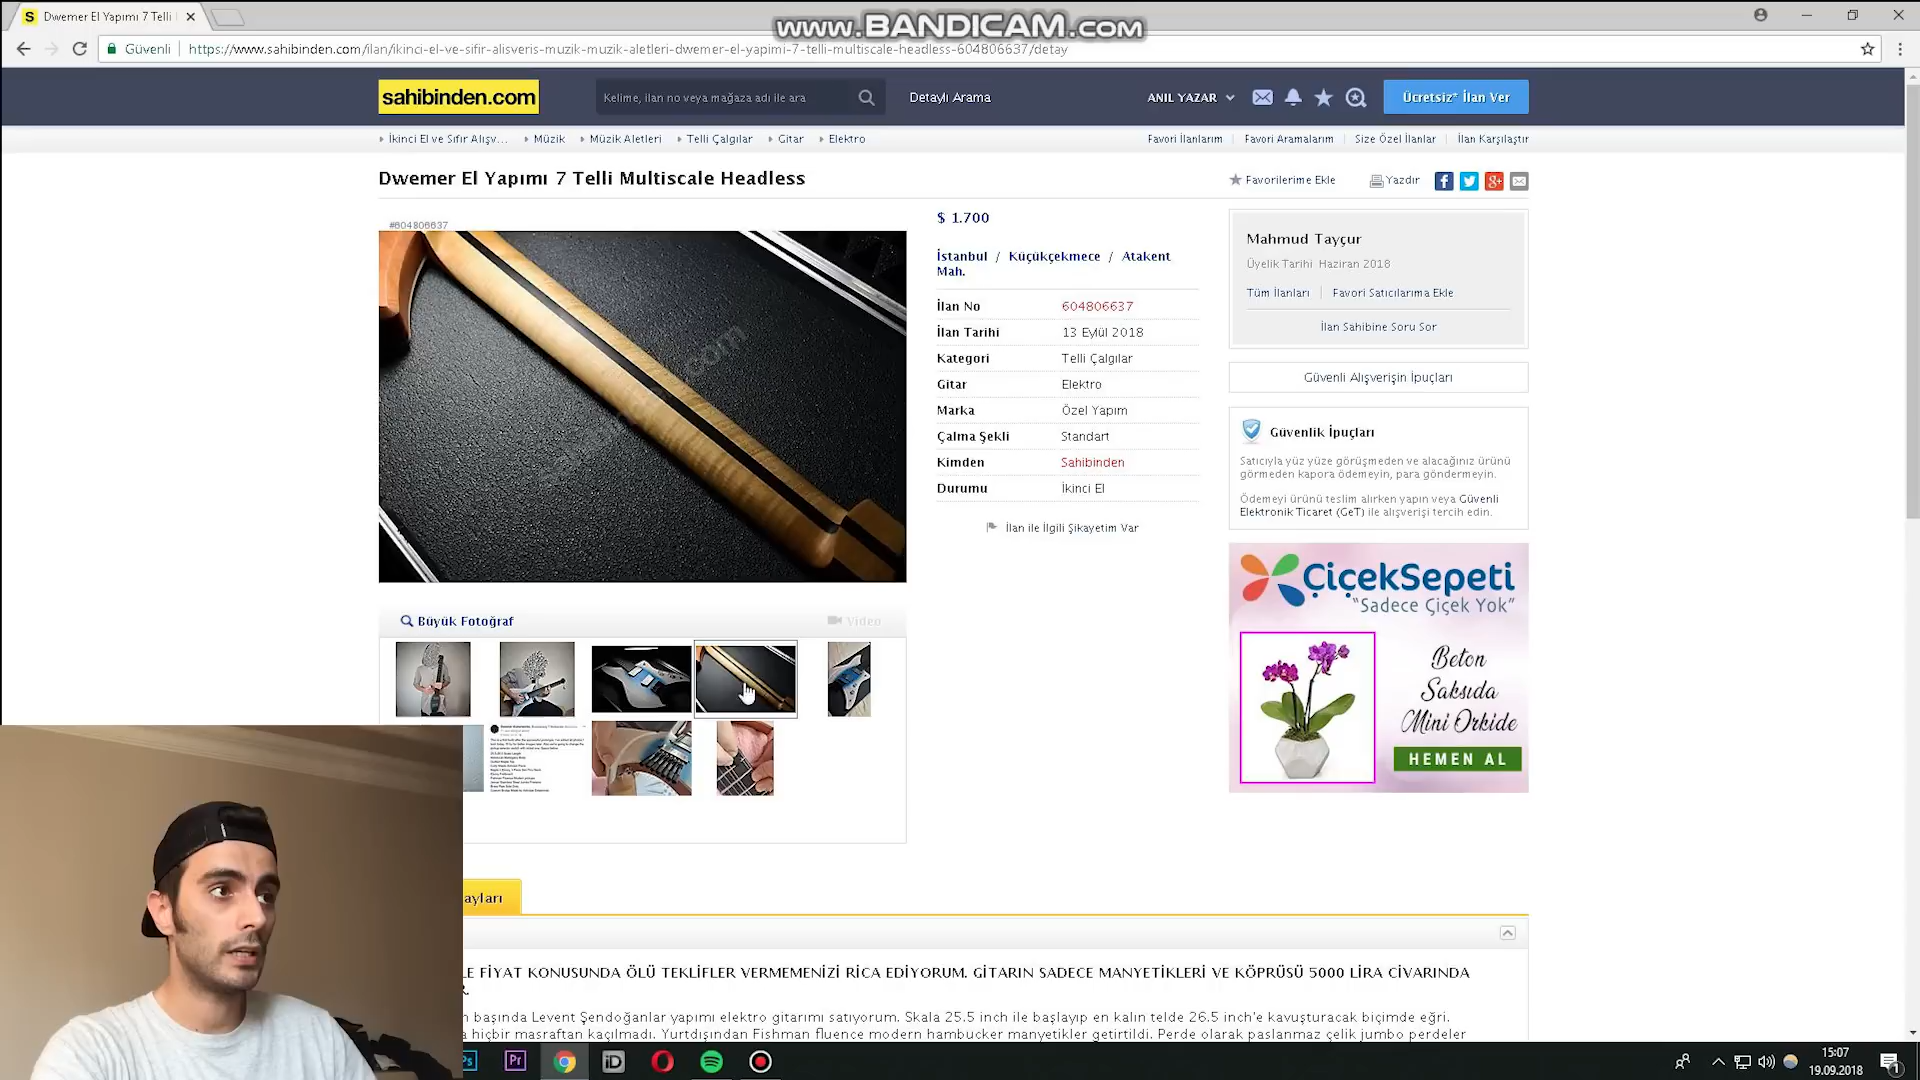 Dwemer El Yapımı 7 Telli
www.BANDICAM.com
Güvenli
https://www.sahibinden.com/ilan/ikinci-el-ve-sifir-alisveris-muzik-muzik-aletleri-dwemer-el-yapimi-7-telli-multiscale-headless-604806637/detay
sahibinden.com
Kelime, ilan no veya mağaza adı ile ara
Detaylı Arama
ANIL YAZAR
Ücretsiz* İlan Ver
İkinci El ve Sıfır Alışv...
Müzik
Müzik Aletleri
Telli Çalgılar
Gitar
Elektro
Favori İlanlarım
Favori Aramalarım
Size Özel İlanlar
İlan Karşılaştır
Dwemer El Yapımı 7 Telli Multiscale Headless
Favorilerime Ekle
Yazdır
#604806637
$ 1.700
İstanbul / Küçükçekmece / Atakent
Mah.
İlan No 604806637
İlan Tarihi 13 Eylül 2018
Kategori Telli Çalgılar
Gitar Elektro
Marka Özel Yapım
Çalma Şekli Standart
Kimden Sahibinden
Durumu İkinci El
İlan ile İlgili Şikayetim Var
Mahmud Tayçur
Üyelik Tarihi Haziran 2018
Tüm İlanları
Favori Satıcılarıma Ekle
İlan Sahibine Soru Sor
Güvenli Alışverişin İpuçları
Güvenlik İpuçları
Satıcıyla yüz yüze görüşmeden ve alacağınız ürünü
görmeden kapora ödemeyin, para göndermeyin.
Ödemeyi ürünü teslim alırken yapın veya Güvenli
Elektronik Ticaret (GeT) ile alışverişi tercih edin.
ÇiçekSepeti
"Sadece Çiçek Yok"
Beton
Saksıda
Mini Orkide
HEMEN AL
Büyük Fotoğraf
Video
ayları
LE FİYAT KONUSUNDA ÖLÜ TEKLİFLER VERMEMENİZİ RİCA EDİYORUM. GİTARIN SADECE MANYETİKLERİ VE KÖPRÜSÜ 5000 LİRA CİVARINDA
R.
n başında Levent Şendoğanlar yapımı elektro gitarımı satıyorum. Skala 25.5 inch ile başlayıp en kalın telde 26.5 inch'e kavuşturacak biçimde eğri.
a hiçbir masraftan kaçılmadı. Yurtdışından Fishman fluence modern hambucker manyetikler getirtildi. Perde olarak paslanmaz çelik jumbo perdeler
15:07
19.09.2018